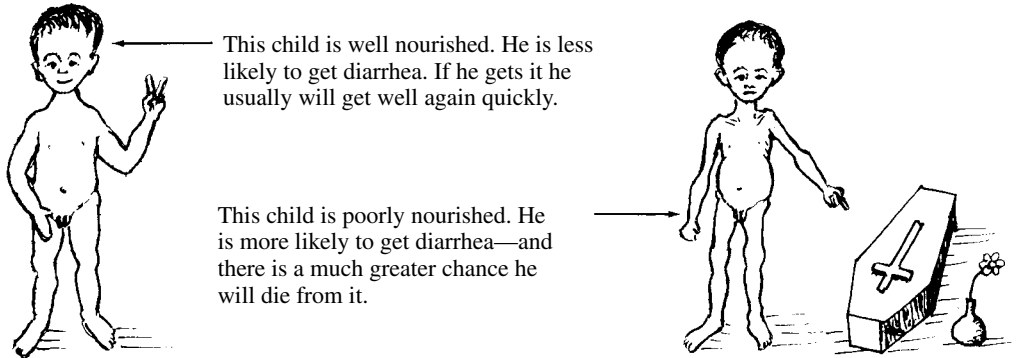 This child is well nourished. He is less
likely to get diarrhea. If he gets it he
usually will get well again quickly.
This child is poorly nourished. He
is more likely to get diarrhea—and
there is a much greater chance he
will die from it.